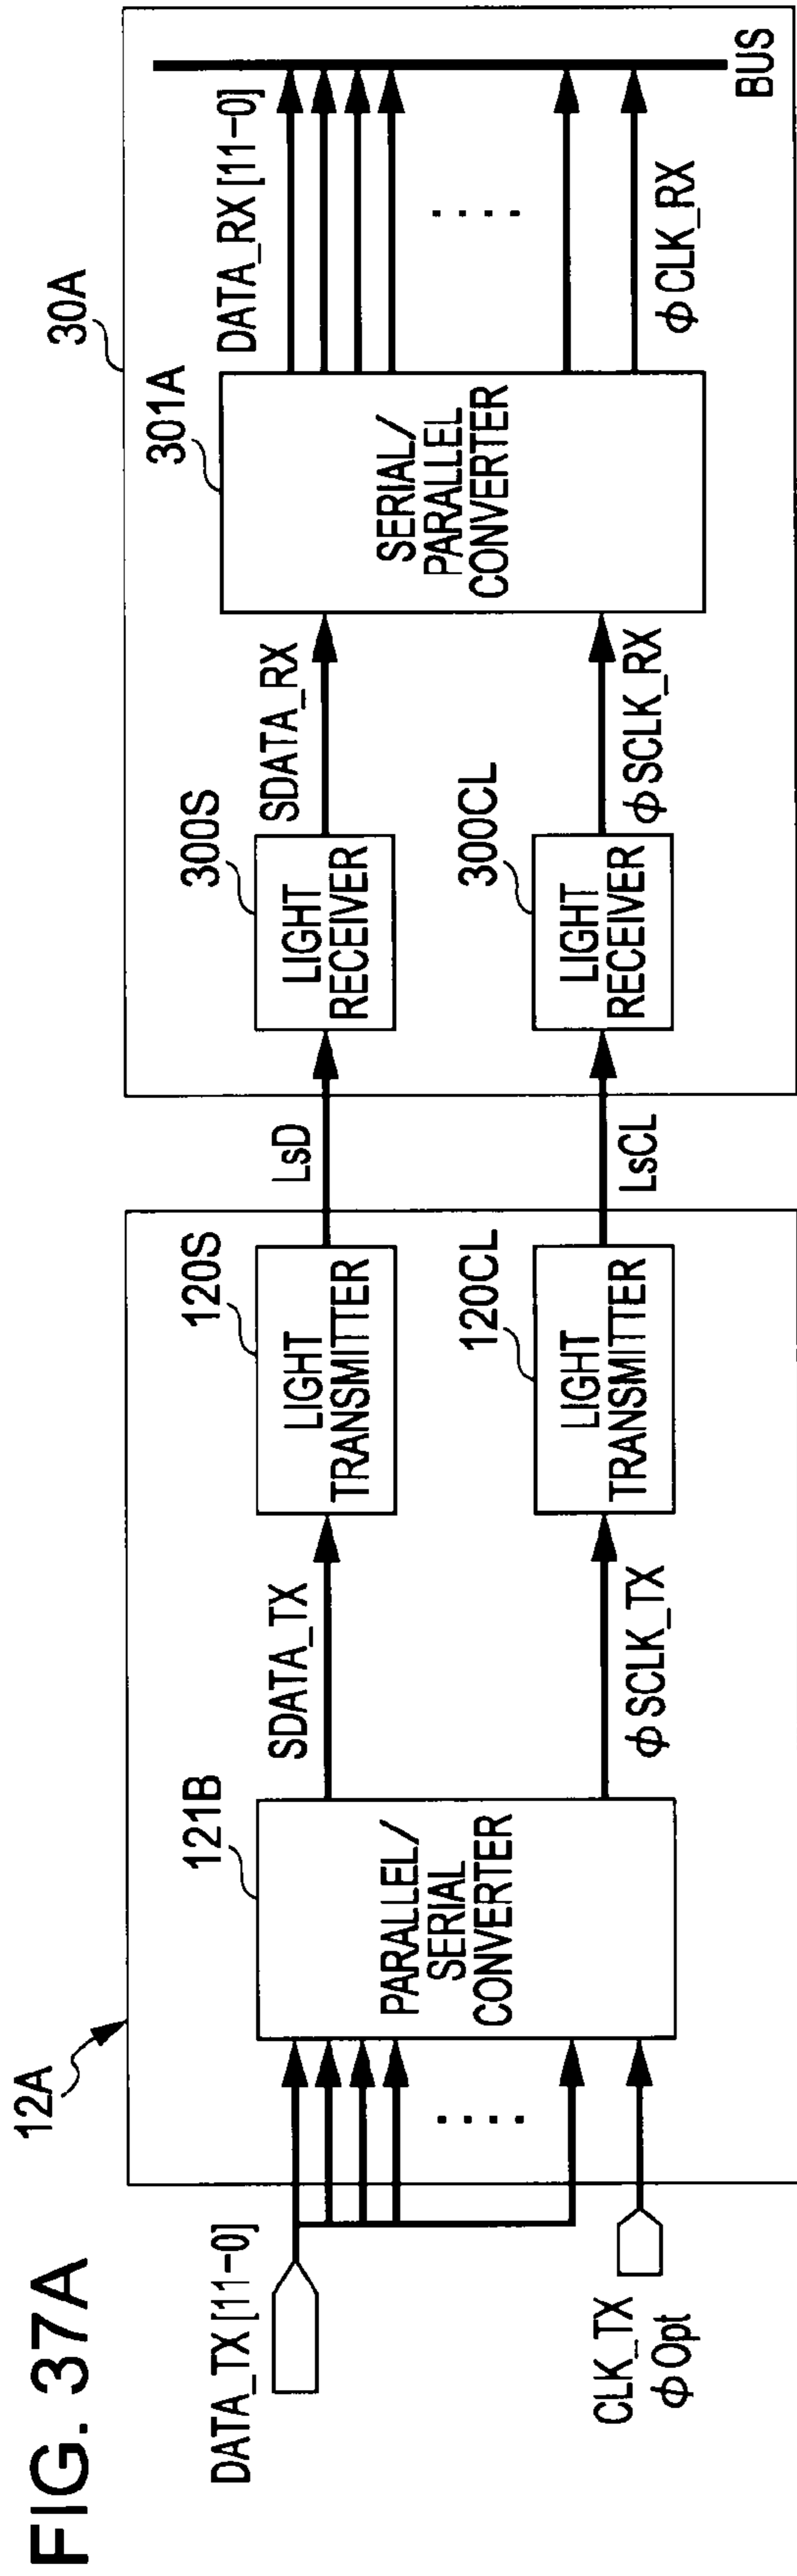 FIG. 37A
12A
30A
DATA_TX [11-0]
CLK_TX
ϕOpt
121B
PARALLEL/
SERIAL
CONVERTER
SDATA_TX
ϕSCLK_TX
120S
LIGHT
TRANSMITTER
120CL
LIGHT
TRANSMITTER
LsD
LsCL
300S
LIGHT
RECEIVER
300CL
LIGHT
RECEIVER
SDATA_RX
ϕSCLK_RX
301A
SERIAL/
PARALLEL
CONVERTER
DATA_RX [11-0]
ϕCLK_RX
BUS